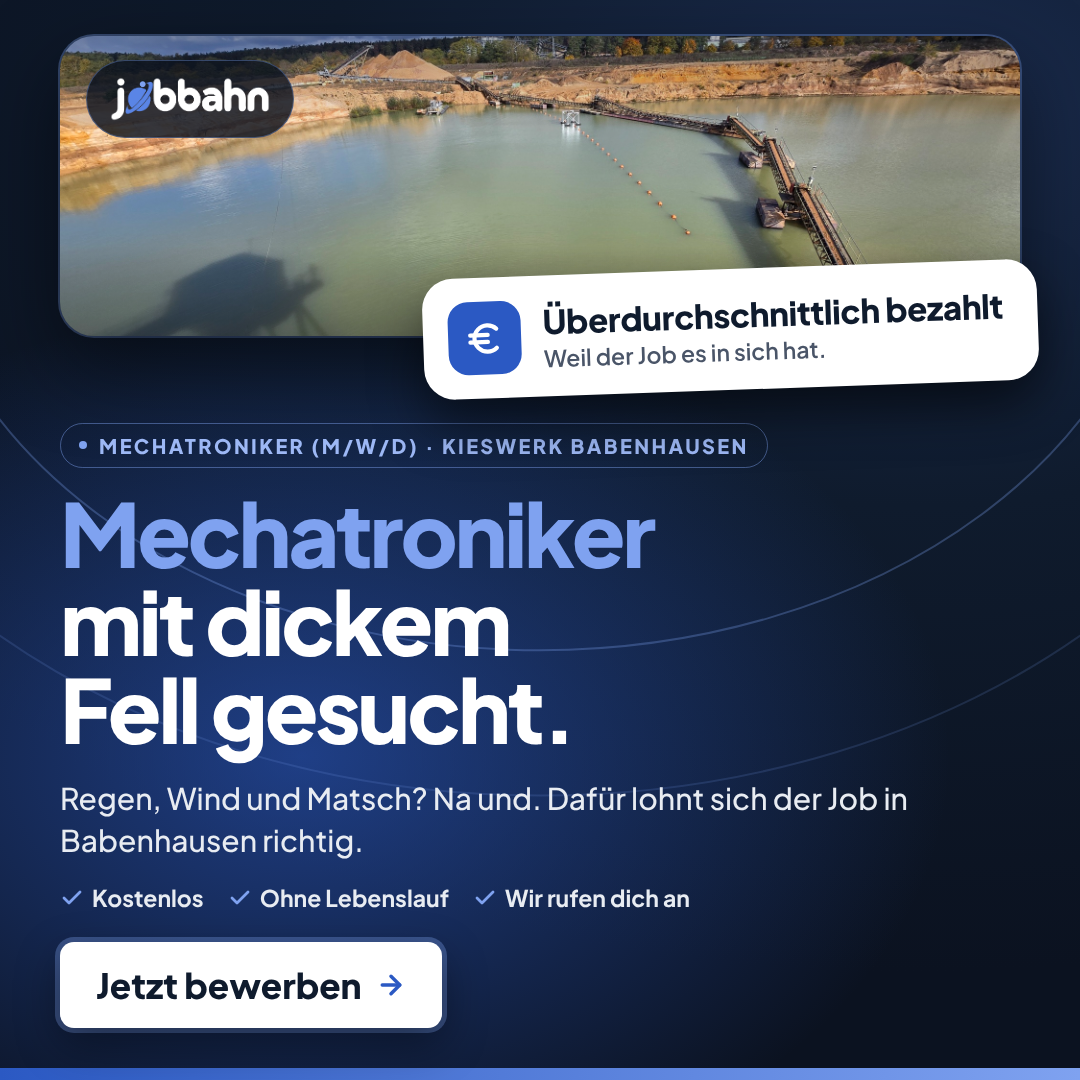 jobbahn
Überdurchschnittlich bezahlt
Weil der Job es in sich hat.
MECHATRONIKER (M/W/D) · KIESWERK BABENHAUSEN
Mechatroniker
mit dickem
Fell gesucht.
Regen, Wind und Matsch? Na und. Dafür lohnt sich der Job in
Babenhausen richtig.
Kostenlos Ohne Lebenslauf Wir rufen dich an
Jetzt bewerben →